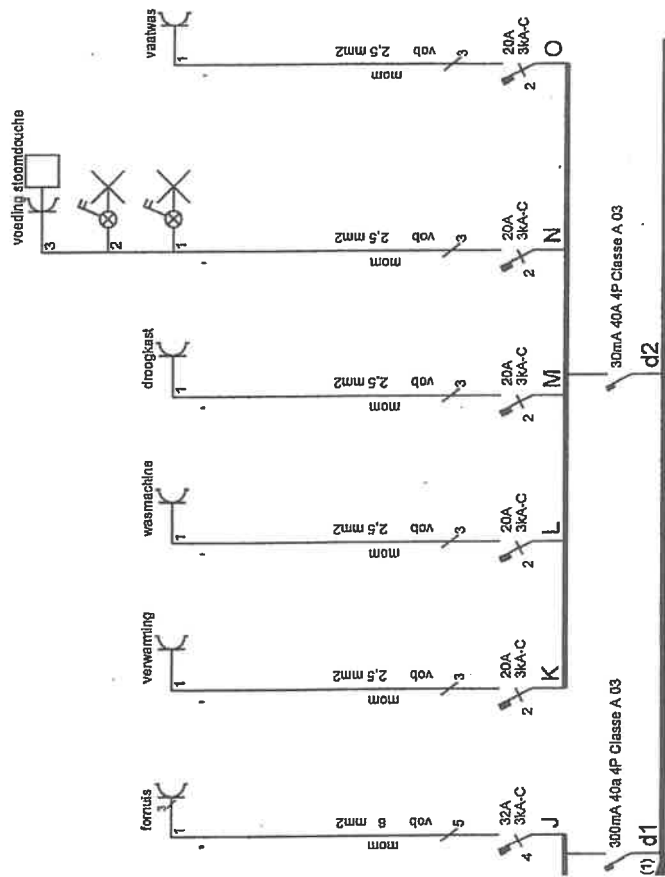 fornuis
3
1
6 mm2
vob
mom
5
32A
3kA-C
4
J
300mA 40a 4P Classe A 03
(1) d1
verwarming
1
2,5 mm2
vob
mom
3
20A
3kA-C
2
K
wasmachine
1
2,5 mm2
vob
mom
3
20A
3kA-C
2
L
droogkast
1
2,5 mm2
vob
mom
3
20A
3kA-C
2
M
voeding stoomdouche
3
2
1
2,5 mm2
vob
mom
3
20A
3kA-C
2
N
vaatwas
1
2,5 mm2
vob
mom
3
20A
3kA-C
2
O
30mA 40A 4P Classe A 03
d2